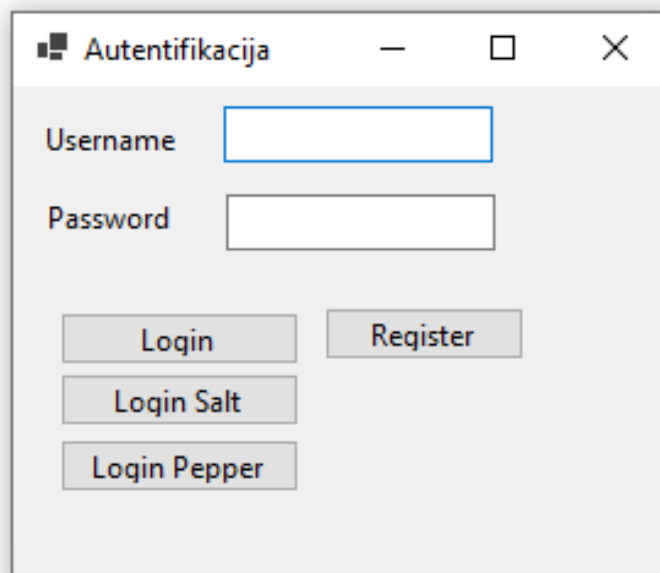 Autentifikacija
Username
Password
Login
Register
Login Salt
Login Pepper